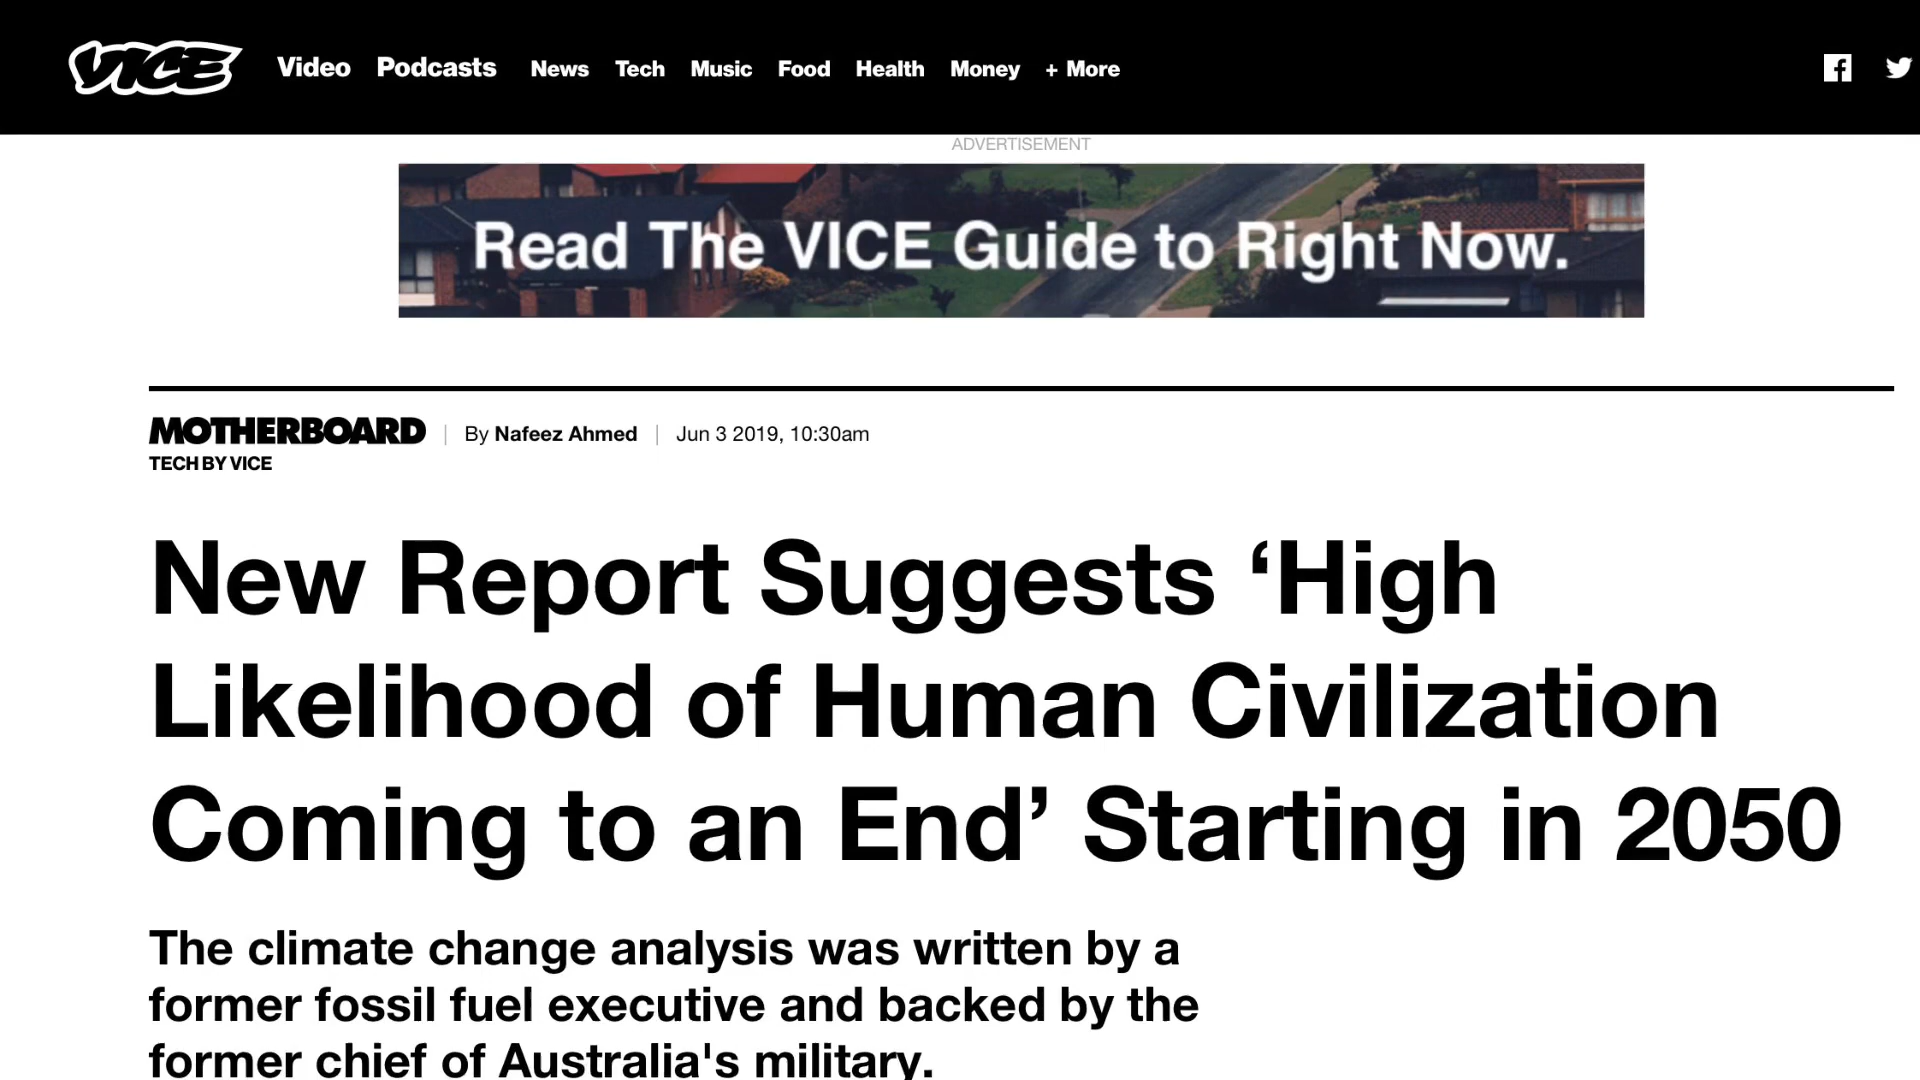 VICE Video Podcasts News Tech Music Food Health Money + More
ADVERTISEMENT
Read The VICE Guide to Right Now.
MOTHERBOARD | By Nafeez Ahmed | Jun 3 2019, 10:30am
TECH BY VICE
New Report Suggests ‘High
Likelihood of Human Civilization
Coming to an End’ Starting in 2050
The climate change analysis was written by a
former fossil fuel executive and backed by the
former chief of Australia's military.